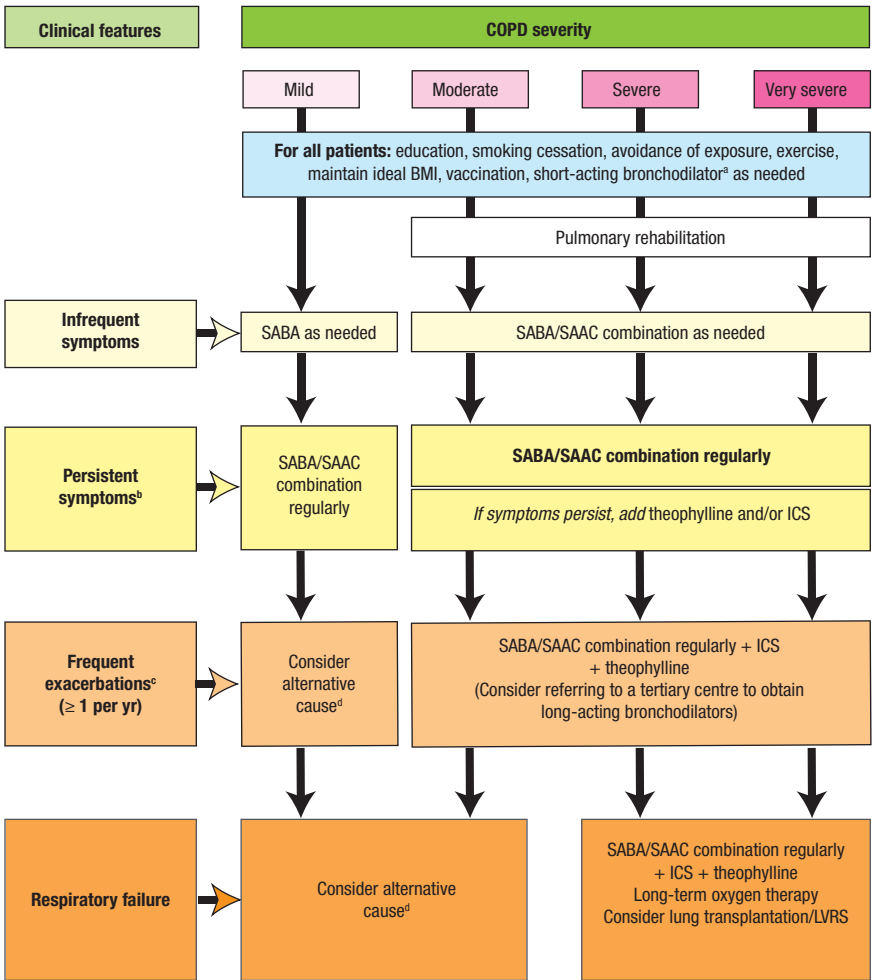 Clinical features
COPD severity
Mild
Moderate
Severe
Very severe
For all patients: education, smoking cessation, avoidance of exposure, exercise,
maintain ideal BMI, vaccination, short-acting bronchodilatorᵃ as needed
Pulmonary rehabilitation
Infrequent
symptoms
SABA as needed
SABA/SAAC combination as needed
Persistent
symptomsᵇ
SABA/SAAC
combination
regularly
SABA/SAAC combination regularly
If symptoms persist, add theophylline and/or ICS
Frequent
exacerbationsᶜ
(≥ 1 per yr)
Consider
alternative
causeᵈ
SABA/SAAC combination regularly + ICS
+ theophylline
(Consider referring to a tertiary centre to obtain
long-acting bronchodilators)
Respiratory failure
Consider alternative
causeᵈ
SABA/SAAC combination regularly
+ ICS + theophylline
Long-term oxygen therapy
Consider lung transplantation/LVRS